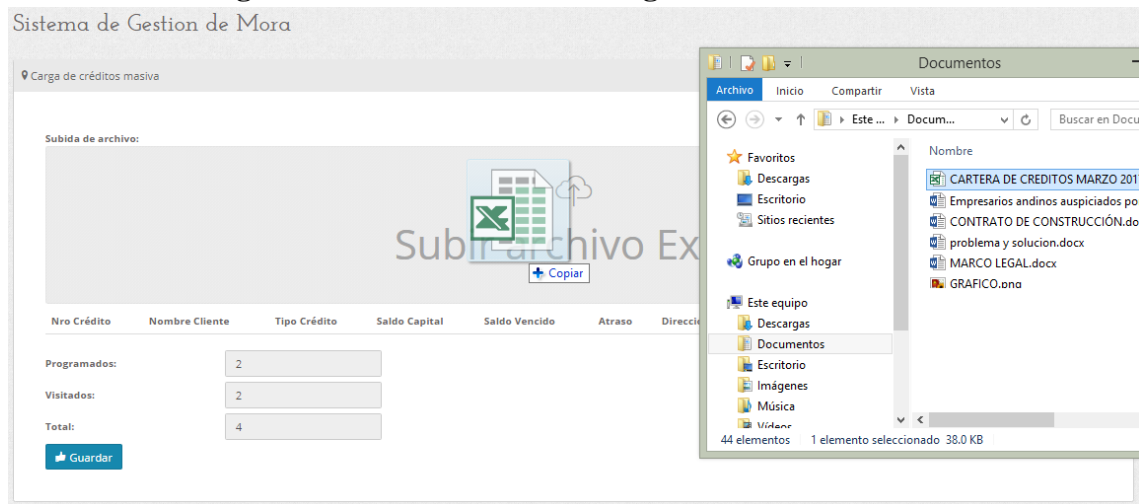 Sistema de Gestion de Mora
Carga de créditos masiva
Subida de archivo:
Copiar
Nro Crédito Nombre Cliente Tipo Crédito Saldo Capital Saldo Vencido Atraso
Programados: 2
Visitados: 2
Total: 4
Guardar
Documentos
Archivo Inicio Compartir Vista
Este ... Docum... Buscar en Docu
Nombre
Favoritos
Descargas
Escritorio
Sitios recientes
Grupo en el hogar
Este equipo
Descargas
Documentos
Escritorio
Imágenes
Música
Vídeos
CARTERA DE CREDITOS MARZO 201
Empresarios andinos auspiciados po
CONTRATO DE CONSTRUCCIÓN.do
problema y solucion.docx
MARCO LEGAL.docx
GRAFICO.png
44 elementos 1 elemento seleccionado 38.0 KB